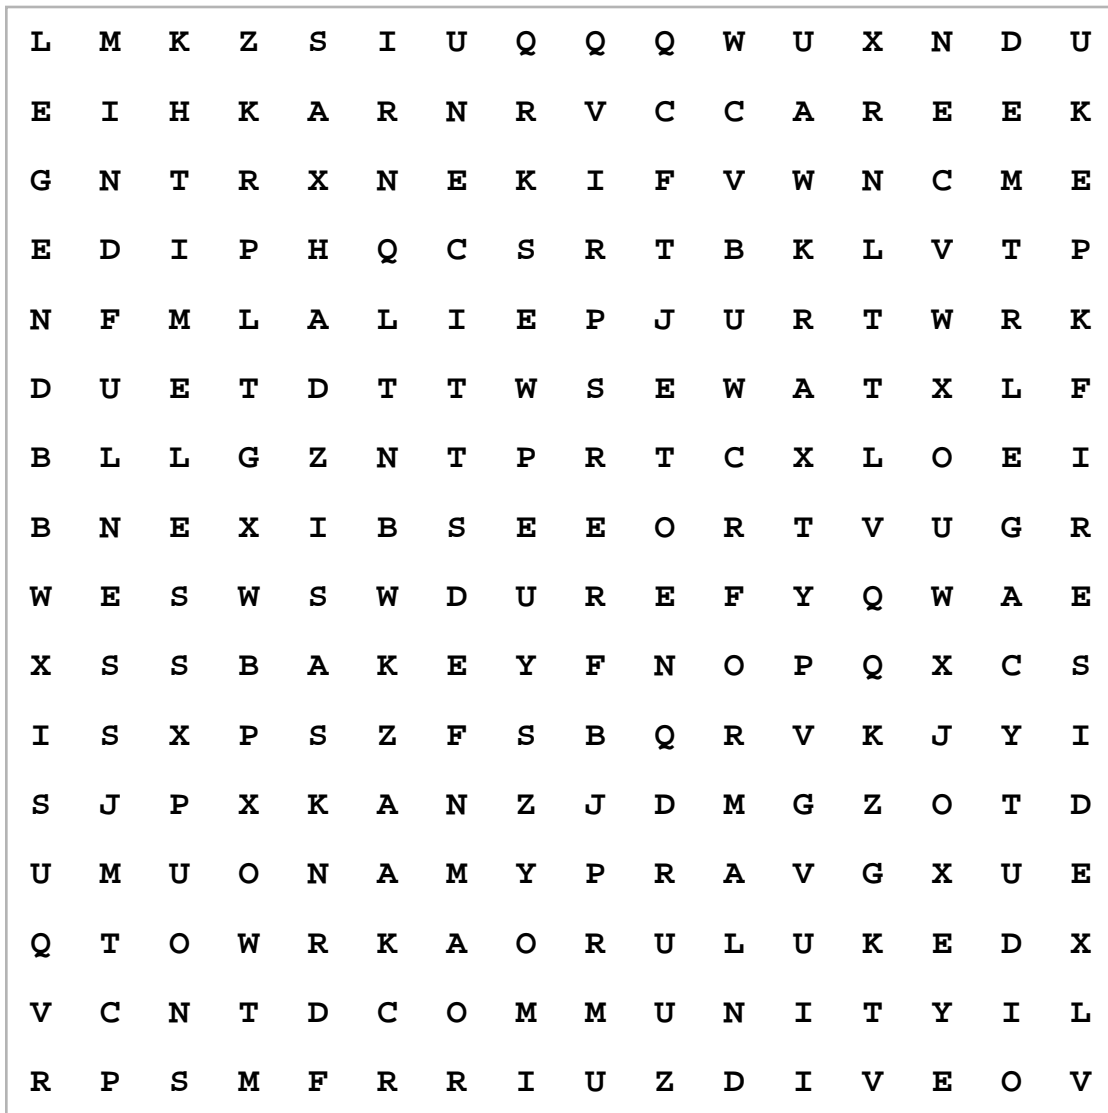 L M K Z S I U Q Q Q W U X N D U
E I H K A R N R V C C A R E E K
G N T R X N E K I F V W N C M E
E D I P H Q C S R T B K L V T P
N F M L A L I E P J U R T W R K
D U E T D T T W S E W A T X L F
B L L G Z N T P R T C X L O E I
B N E X I B S E E O R T V U G R
W E S W S W D U R E F Y Q W A E
X S S B A K E Y F N O P Q X C S
I S X P S Z F S B Q R V K J Y I
S J P X K A N Z J D M G Z O T D
U M U O N A M Y P R A V G X U E
Q T O W R K A O R U L U K E D X
V C N T D C O M M U N I T Y I L
R P S M F R R I U Z D I V E O V